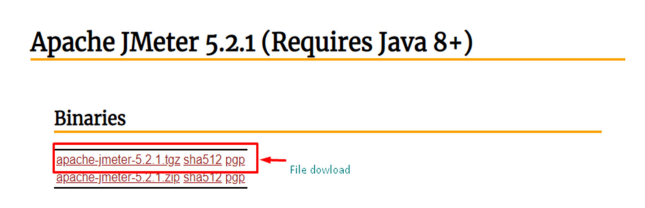 Apache JMeter 5.2.1 (Requires Java 8+)
Binaries
apache-jmeter-5.2.1.tgz sha512 pgp
File dowload
apache-jmeter-5.2.1.zip sha512 pgp